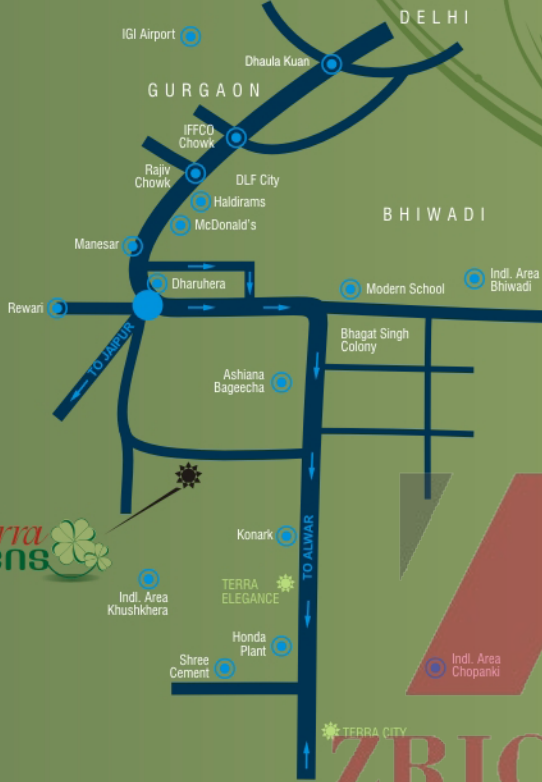 DELHI
IGI Airport
Dhaula Kuan
GURGAON
IFFCO
Chowk
Rajiv
Chowk
DLF City
Haldirams
McDonald's
BHIWADI
Manesar
Dharuhera
Modern School
Indl. Area
Bhiwadi
Rewari
TO JAIPUR
Bhagat Singh
Colony
Ashiana
Bageecha
Konark
TO ALWAR
TERRA
ELEGANCE
Indl. Area
Khushkhera
Honda
Plant
Shree
Cement
Indl. Area
Chopanki
TERRA CITY